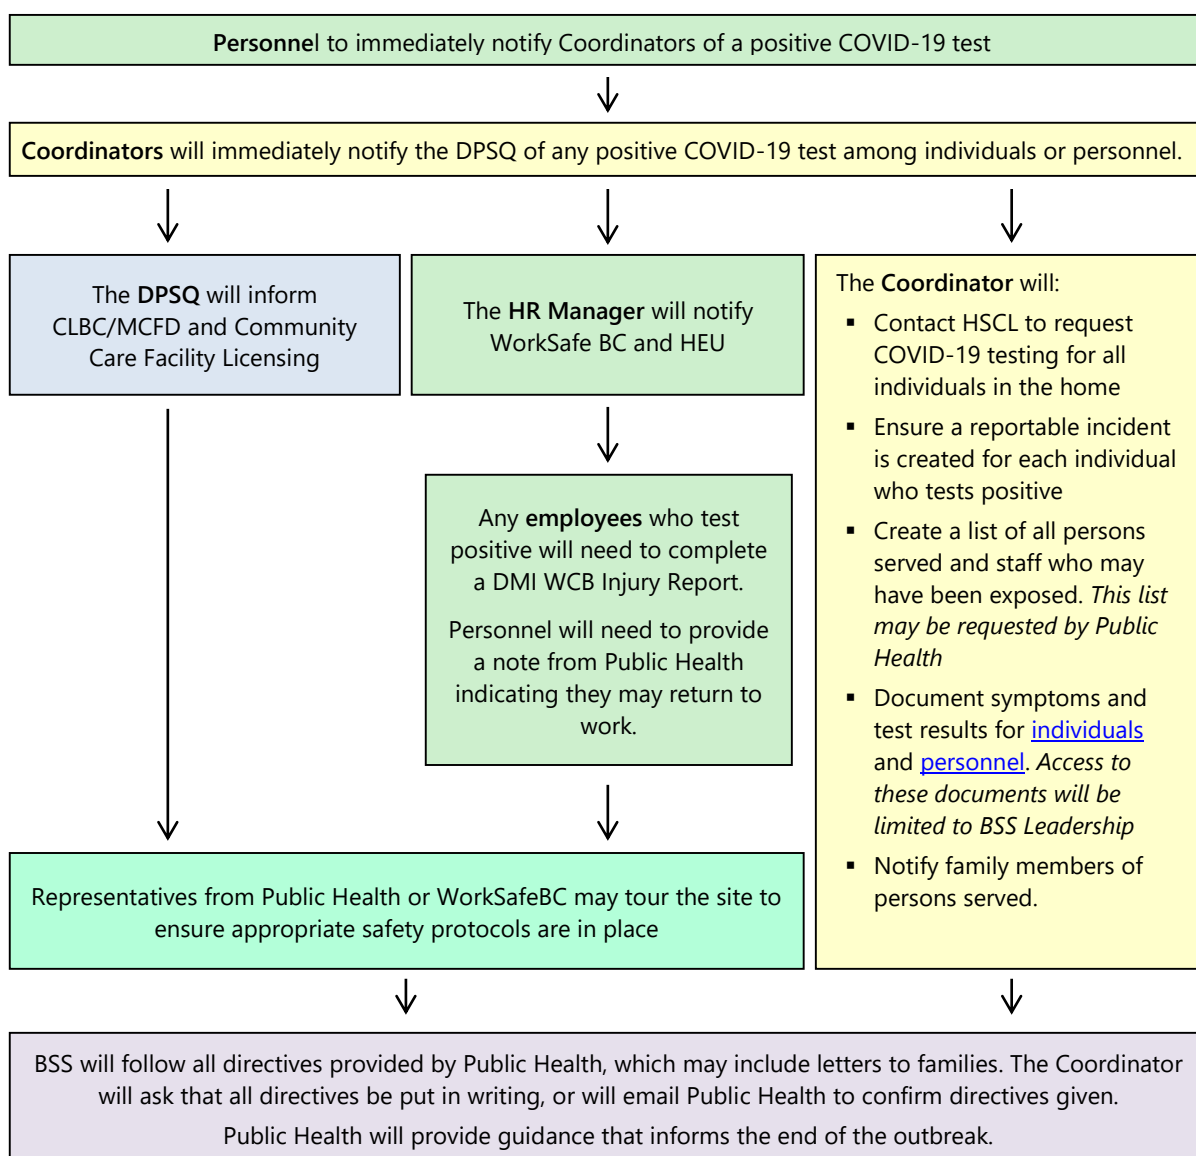 Personnel to immediately notify Coordinators of a positive COVID-19 test
Coordinators will immediately notify the DPSQ of any positive COVID-19 test among individuals or personnel.
The DPSQ will inform
CLBC/MCFD and Community
Care Facility Licensing
The HR Manager will notify
WorkSafe BC and HEU
Any employees who test
positive will need to complete
a DMI WCB Injury Report.
Personnel will need to provide
a note from Public Health
indicating they may return to
work.
The Coordinator will:
▪ Contact HSCL to request
COVID-19 testing for all
individuals in the home
▪ Ensure a reportable incident
is created for each individual
who tests positive
▪ Create a list of all persons
served and staff who may
have been exposed. This list
may be requested by Public
Health
▪ Document symptoms and
test results for individuals
and personnel. Access to
these documents will be
limited to BSS Leadership
▪ Notify family members of
persons served.
Representatives from Public Health or WorkSafeBC may tour the site to
ensure appropriate safety protocols are in place
BSS will follow all directives provided by Public Health, which may include letters to families. The Coordinator
will ask that all directives be put in writing, or will email Public Health to confirm directives given.
Public Health will provide guidance that informs the end of the outbreak.